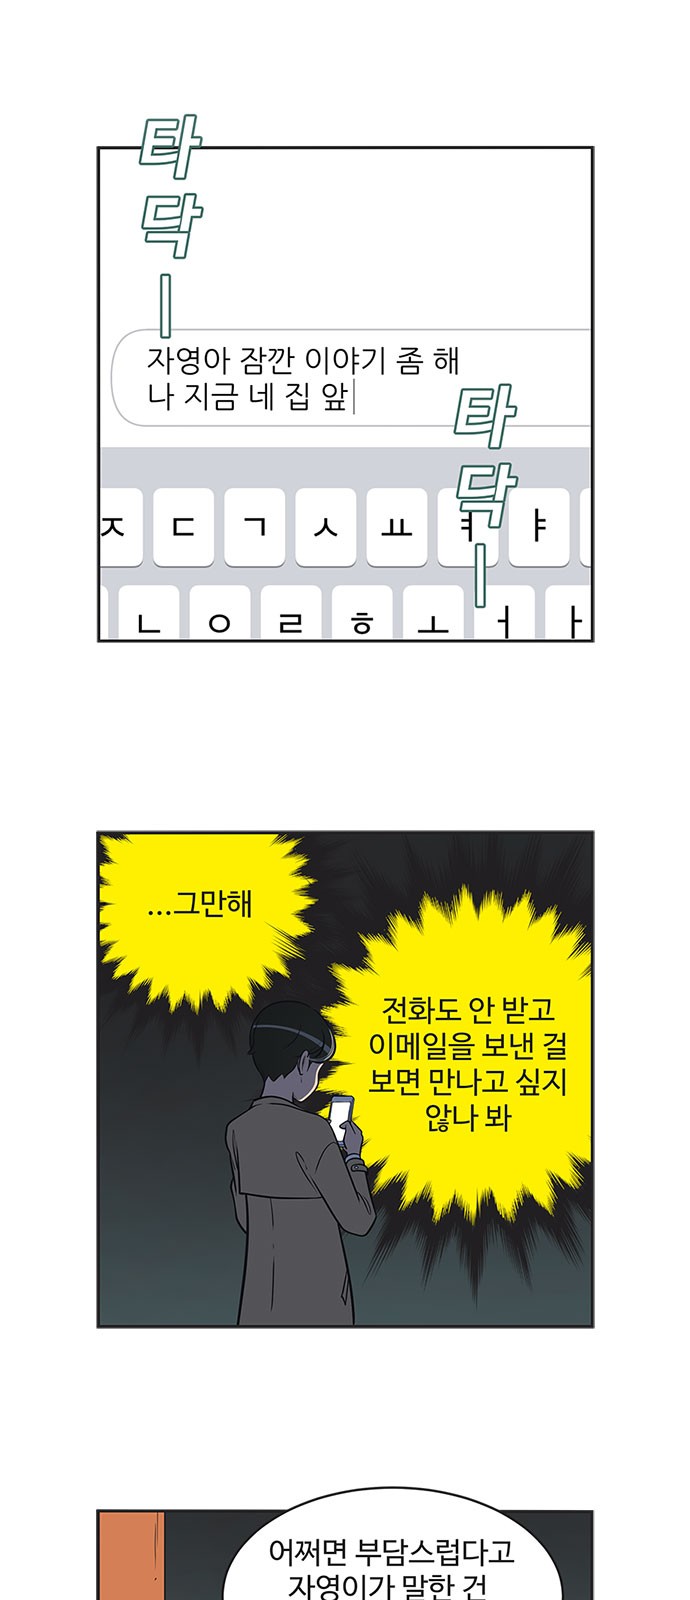 타
닥
ㅣ
자영아 잠깐 이야기 좀 해
나 지금 네 집 앞
타
닥
ㅣ
ㅈ ㄷ ㄱ ㅅ ㅛ ㅕ ㅑ
ㄴ ㅇ ㄹ ㅎ ㅗ ㅓ ㅏ
...그만해
전화도 안 받고
이메일을 보낸 걸
보면 만나고 싶지
않나 봐
어쩌면 부담스럽다고
자영이가 말한 건